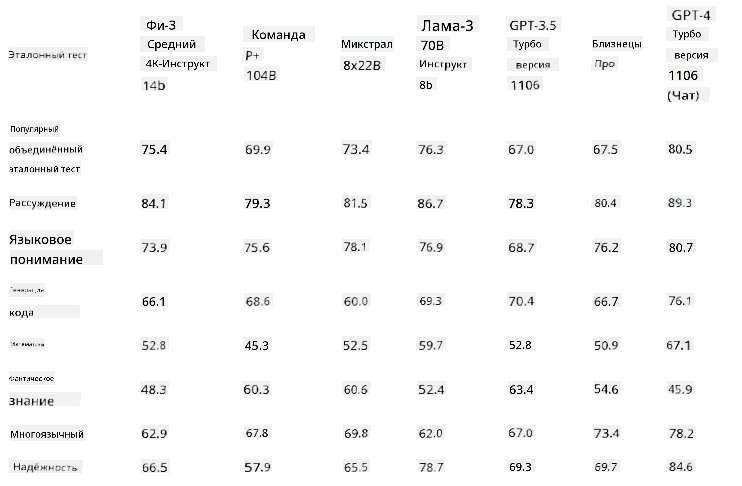 Эталонный тест
Фи-3 Средний 4К-Инструкт 14b
Команда Р+ 104B
Микстрал 8x22B
Лама-3 70B Инструкт 8b
GPT-3.5 Турбо версия 1106
Близнецы Про
GPT-4 Турбо версия 1106 (Чат)
Популярный объединённый эталонный тест 75.4 69.9 73.4 76.3 67.0 67.5 80.5
Рассуждение 84.1 79.3 81.5 86.7 78.3 80.4 89.3
Языковое понимание 73.9 75.6 78.1 76.9 68.7 76.2 80.7
Генерация кода 66.1 68.6 60.0 69.3 70.4 66.7 76.1
Математика 52.8 45.3 52.5 59.7 52.8 50.9 67.1
Фактическое знание 48.3 60.3 60.6 52.4 63.4 54.6 45.9
Многоязычный 62.9 67.8 69.8 62.0 67.0 73.4 78.2
Надёжность 66.5 57.9 65.5 78.7 69.3 69.7 84.6